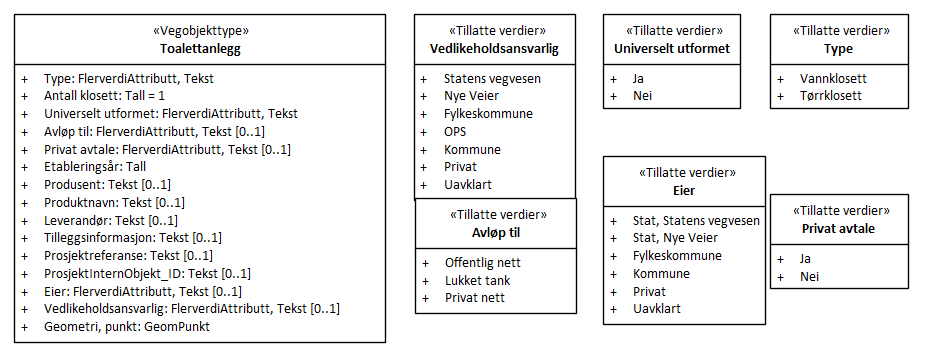 «Vegobjekttype»
Toalettanlegg
+ Type: FlerverdiAttributt, Tekst
+ Antall klosett: Tall = 1
+ Universelt utformet: FlerverdiAttributt, Tekst
+ Avløp til: FlerverdiAttributt, Tekst [0..1]
+ Privat avtale: FlerverdiAttributt, Tekst [0..1]
+ Etableringsår: Tall
+ Produsent: Tekst [0..1]
+ Produktnavn: Tekst [0..1]
+ Leverandør: Tekst [0..1]
+ Tilleggsinformasjon: Tekst [0..1]
+ Prosjektreferanse: Tekst [0..1]
+ ProsjektInternObjekt_ID: Tekst [0..1]
+ Eier: FlerverdiAttributt, Tekst [0..1]
+ Vedlikeholdsansvarlig: FlerverdiAttributt, Tekst [0..1]
+ Geometri, punkt: GeomPunkt
«Tillatte verdier»
Vedlikeholdsansvarlig
+ Statens vegvesen
+ Nye Veier
+ Fylkeskommune
+ OPS
+ Kommune
+ Privat
+ Uavklart
«Tillatte verdier»
Avløp til
+ Offentlig nett
+ Lukket tank
+ Privat nett
«Tillatte verdier»
Universelt utformet
+ Ja
+ Nei
«Tillatte verdier»
Eier
+ Stat, Statens vegvesen
+ Stat, Nye Veier
+ Fylkeskommune
+ Kommune
+ Privat
+ Uavklart
«Tillatte verdier»
Type
+ Vannklosett
+ Tørrklosett
«Tillatte verdier»
Privat avtale
+ Ja
+ Nei